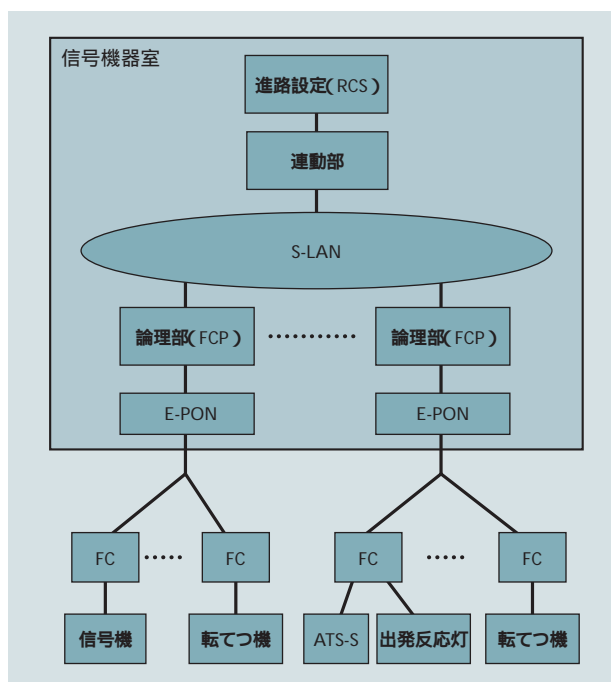 信号機器室
進路設定(RCS)
連動部
S-LAN
論理部(FCP) ………… 論理部(FCP)
E-PON E-PON
FC ····· FC FC ····· FC
信号機 転てつ機 ATS-S 出発反応灯 転てつ機